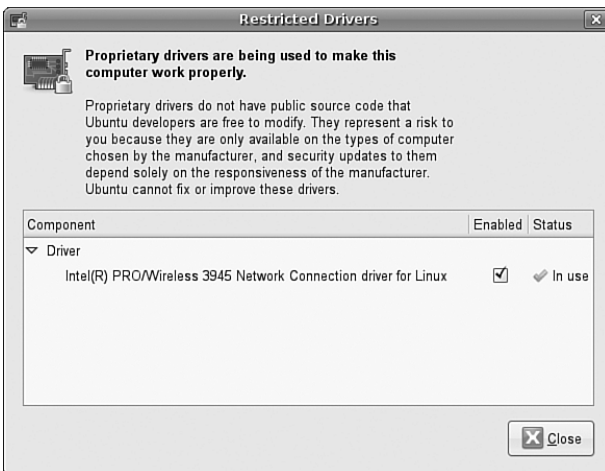 Restricted Drivers
Proprietary drivers are being used to make this
computer work properly.
Proprietary drivers do not have public source code that
Ubuntu developers are free to modify. They represent a risk to
you because they are only available on the types of computer
chosen by the manufacturer, and security updates to them
depend solely on the responsiveness of the manufacturer.
Ubuntu cannot fix or improve these drivers.
Component Enabled Status
Driver
Intel(R) PRO/Wireless 3945 Network Connection driver for Linux In use
Close